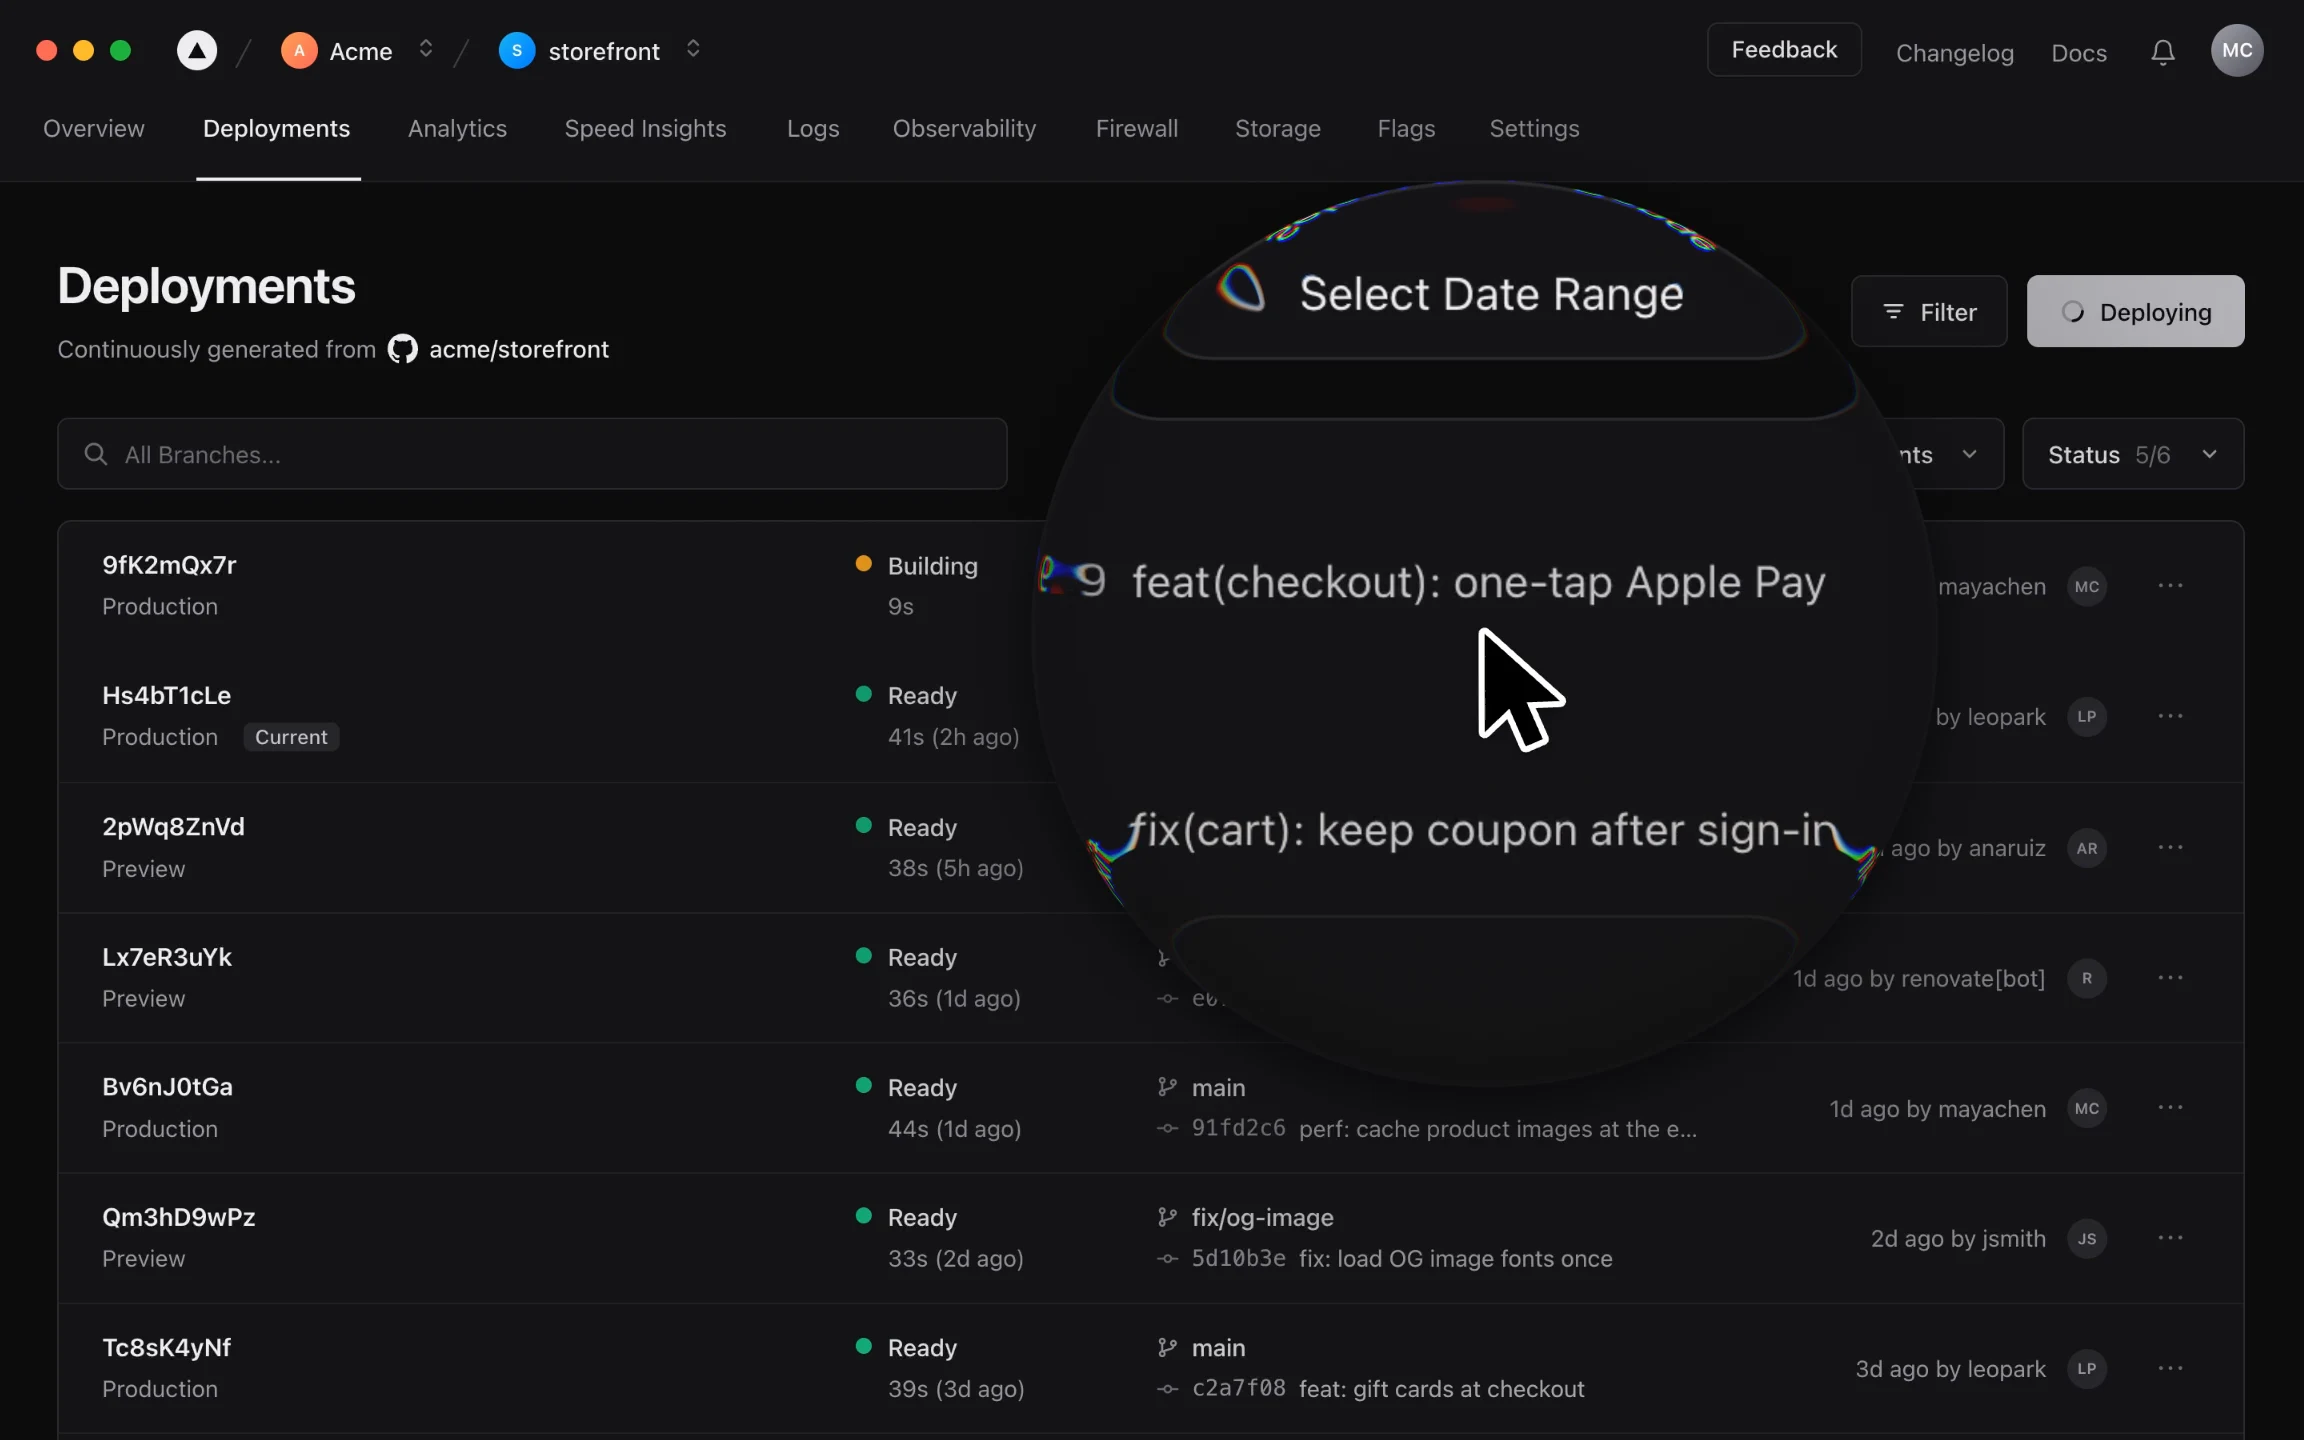 A Acme
S storefront
Feedback
Changelog
Docs
MC
Overview
Deployments
Analytics
Speed Insights
Logs
Observability
Firewall
Storage
Flags
Settings
Deployments
Continuously generated from acme/storefront
Select Date Range
Filter
Deploying
All Branches...
nts
Status 5/6
9fK2mQx7r
Production
Building
9s
9 feat(checkout): one-tap Apple Pay
mayachen MC
Hs4bT1cLe
Production Current
Ready
41s (2h ago)
by leopark LP
2pWq8ZnVd
Preview
Ready
38s (5h ago)
fix(cart): keep coupon after sign-in
ago by anaruiz AR
Lx7eR3uYk
Preview
Ready
36s (1d ago)
1d ago by renovate[bot] R
Bv6nJ0tGa
Production
Ready
44s (1d ago)
main
91fd2c6 perf: cache product images at the e...
1d ago by mayachen MC
Qm3hD9wPz
Preview
Ready
33s (2d ago)
fix/og-image
5d10b3e fix: load OG image fonts once
2d ago by jsmith JS
Tc8sK4yNf
Production
Ready
39s (3d ago)
main
c2a7f08 feat: gift cards at checkout
3d ago by leopark LP